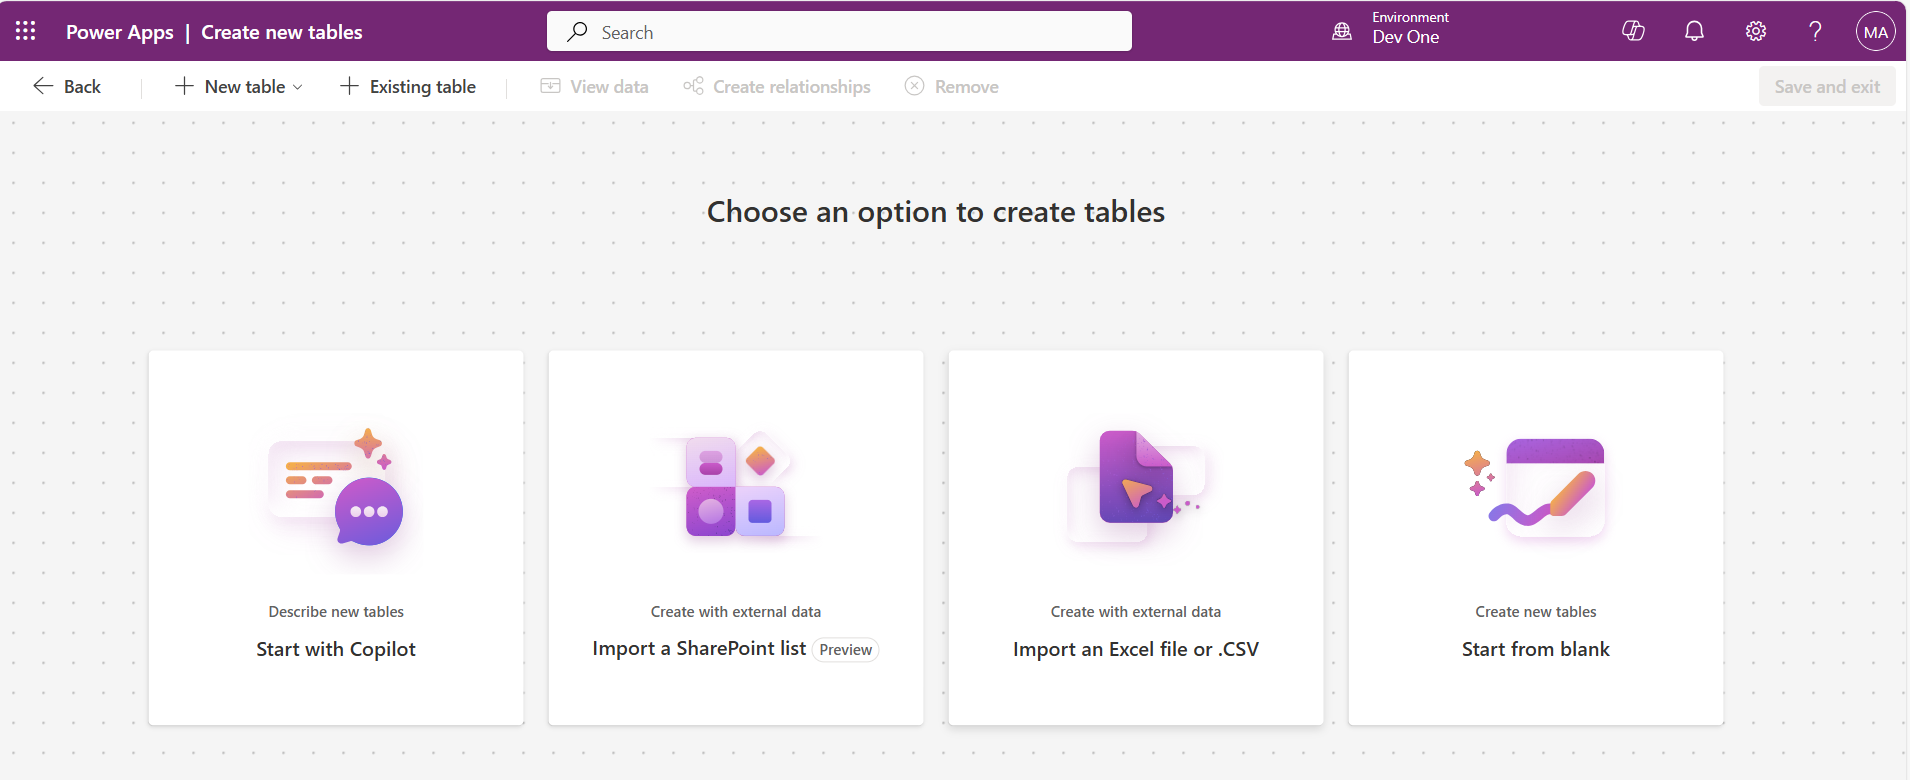 Power Apps | Create new tables
Search
Environment
Dev One
MA
Back
New table
Existing table
View data
Create relationships
Remove
Save and exit
Choose an option to create tables
Describe new tables
Start with Copilot
Create with external data
Import a SharePoint list Preview
Create with external data
Import an Excel file or .CSV
Create new tables
Start from blank